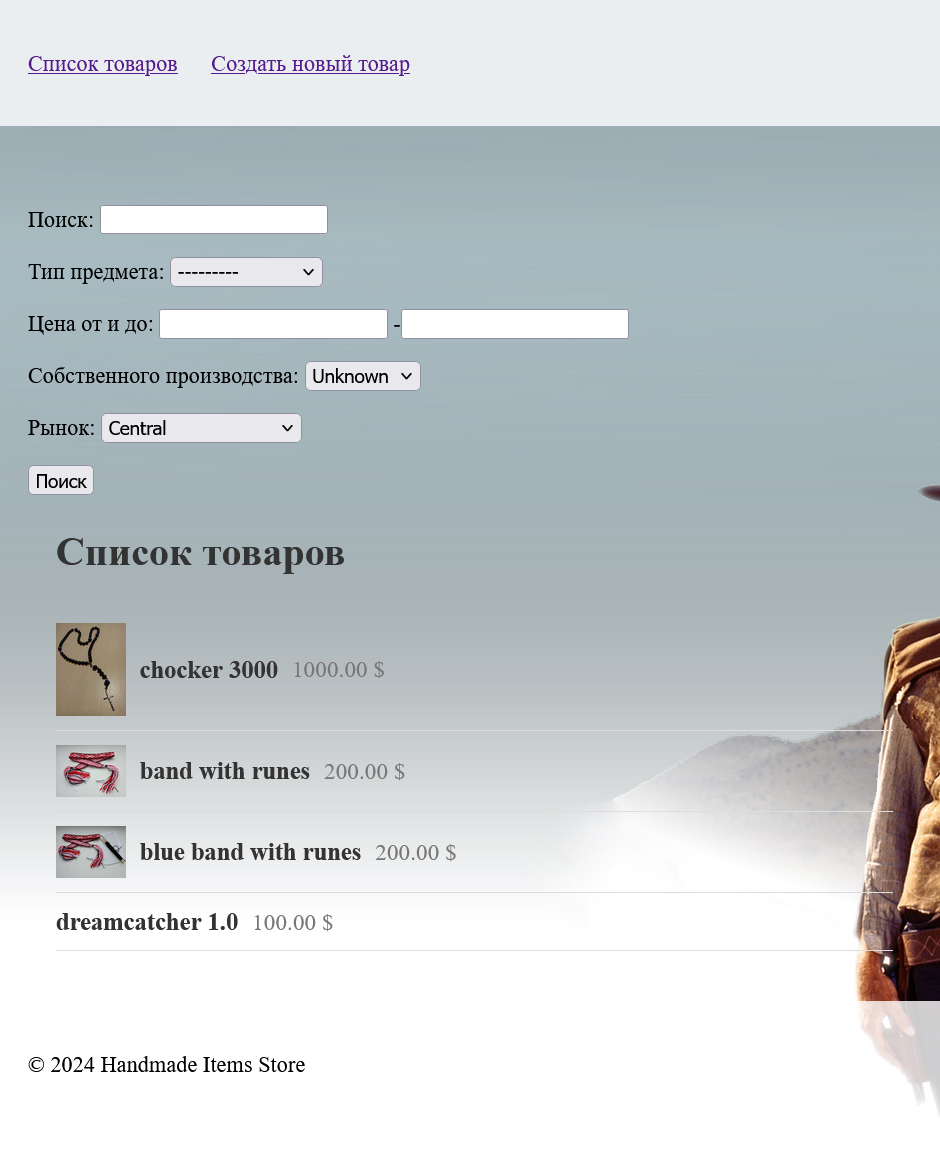 Список товаров Создать новый товар
Поиск:
Тип предмета: ---------
Цена от и до: -
Собственного производства: Unknown
Рынок: Central
Поиск
Список товаров
chocker 3000 1000.00 $
band with runes 200.00 $
blue band with runes 200.00 $
dreamcatcher 1.0 100.00 $
© 2024 Handmade Items Store